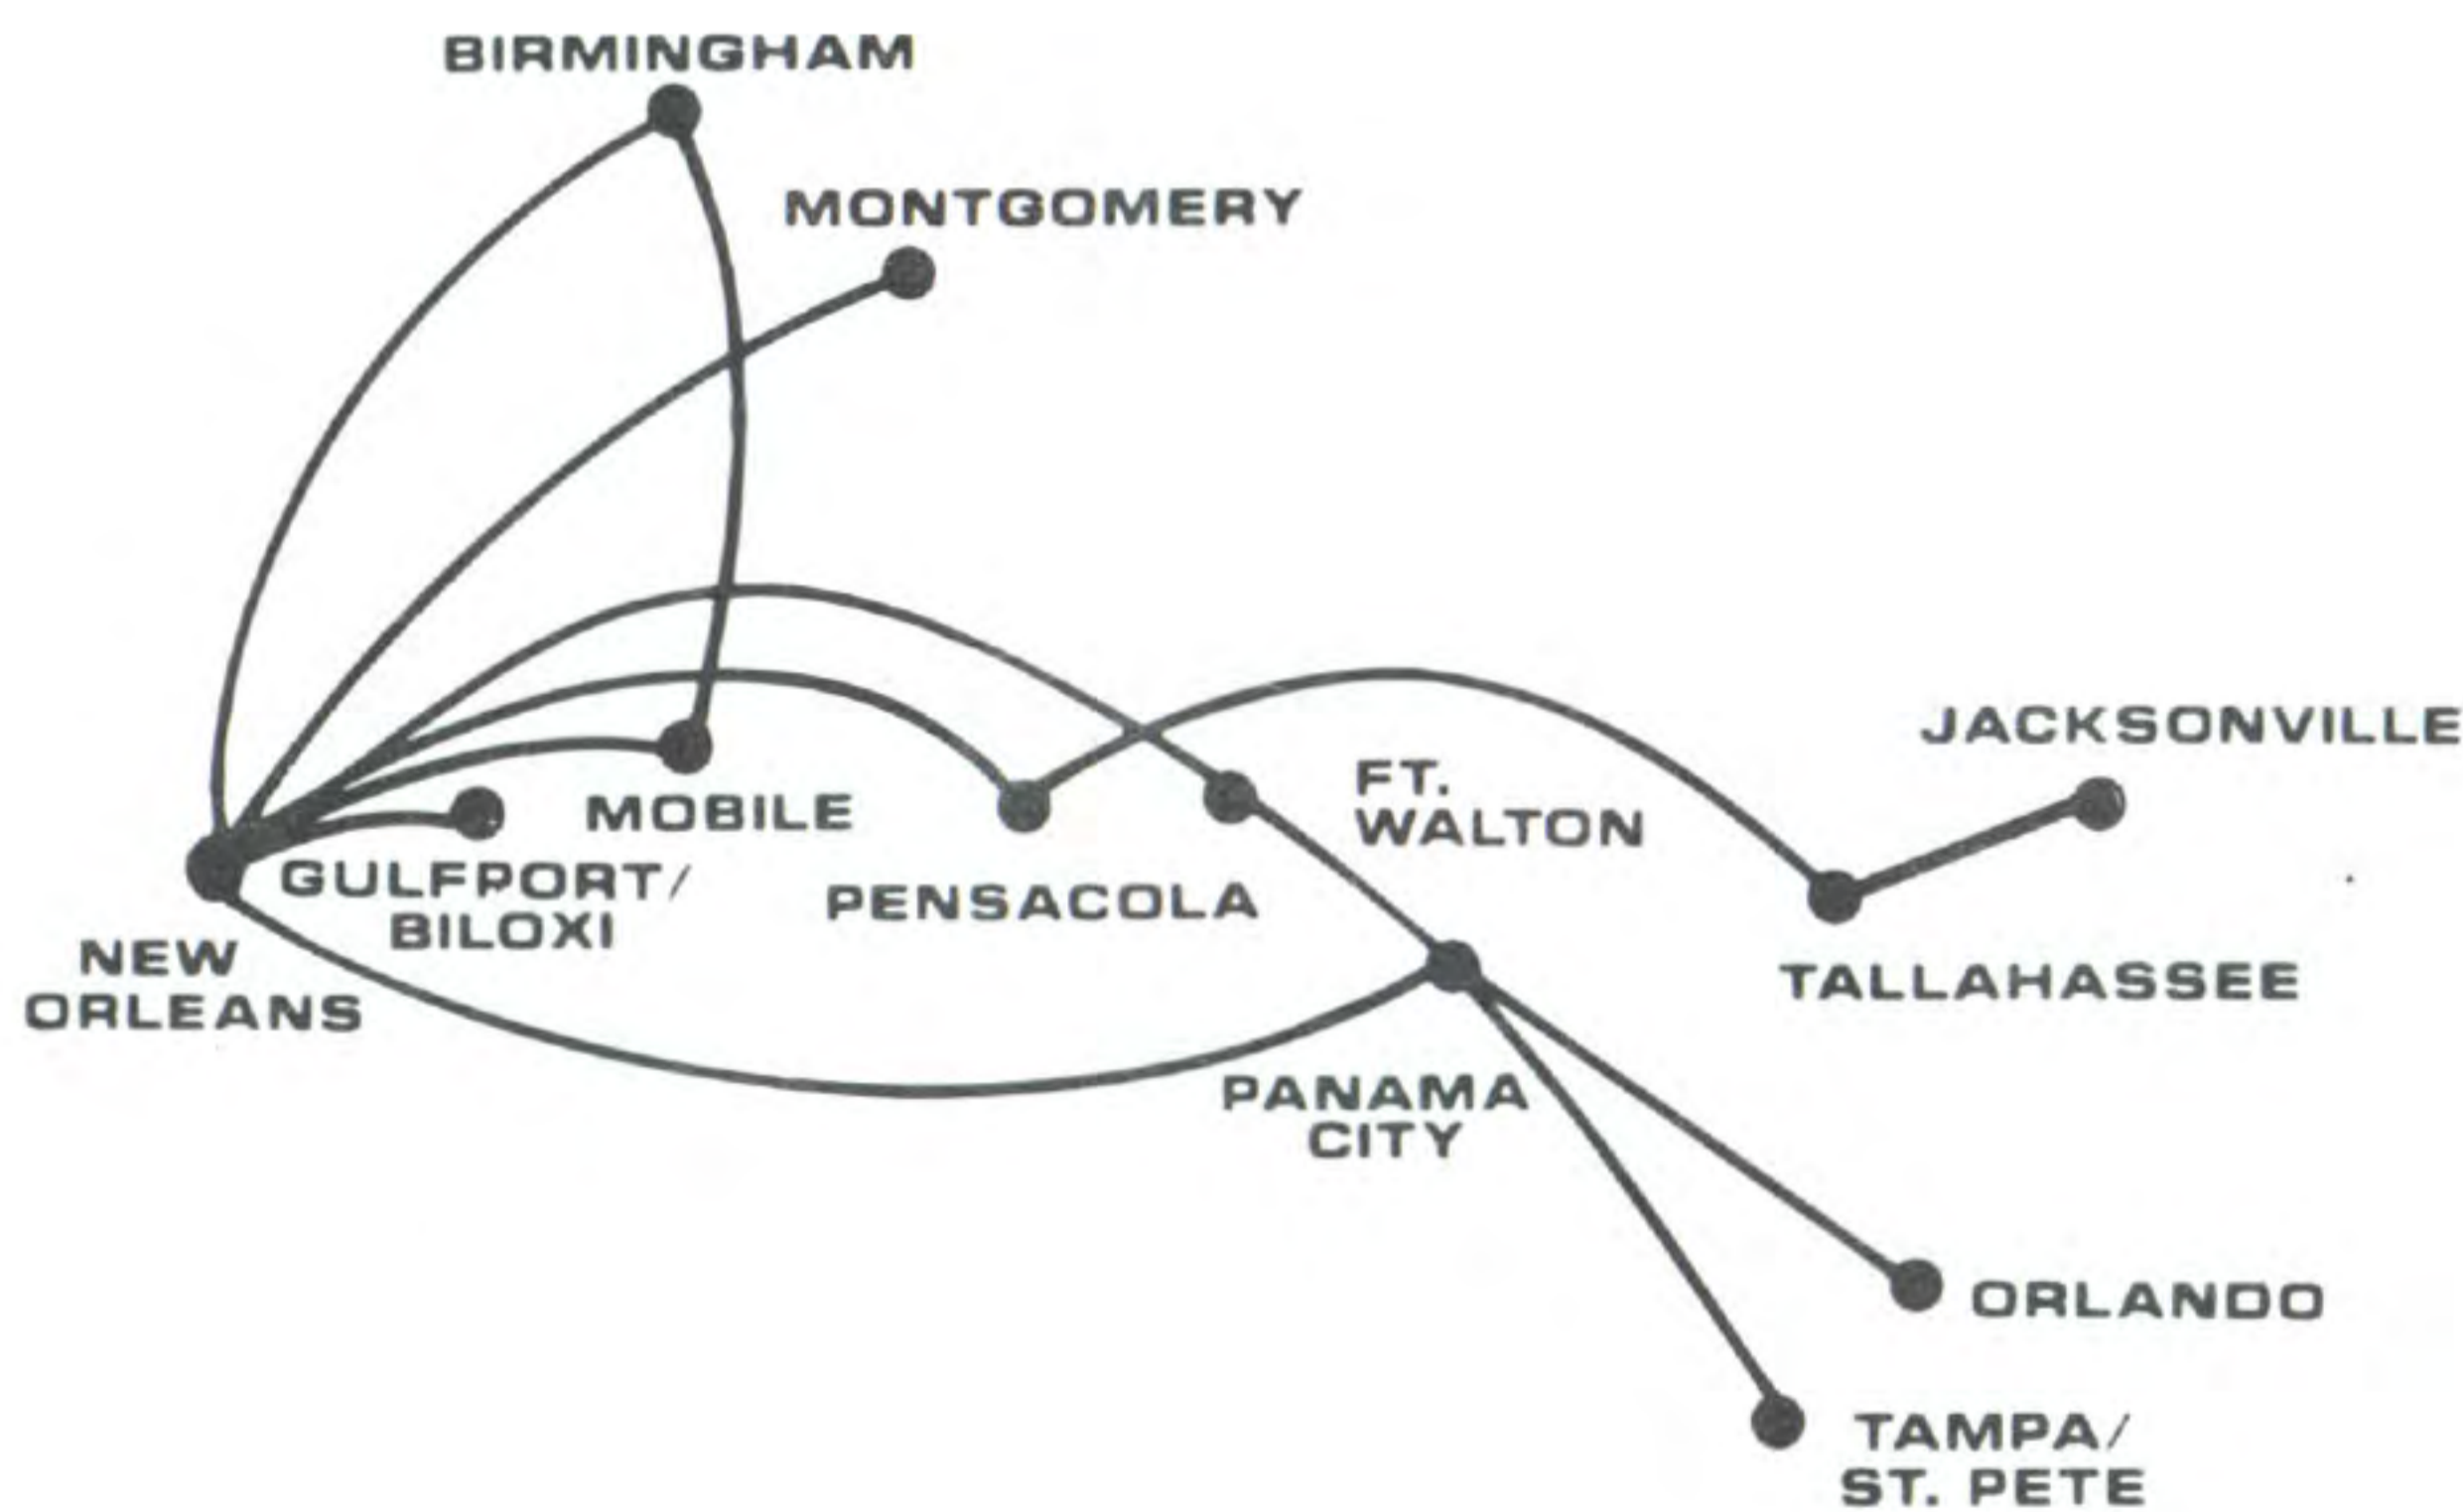 BIRMINGHAM
MONTGOMERY
JACKSONVILLE
FT.
WALTON
MOBILE
GULFPORT/
BILOXI
PENSACOLA
NEW
ORLEANS
TALLAHASSEE
PANAMA
CITY
ORLANDO
TAMPA/
ST. PETE